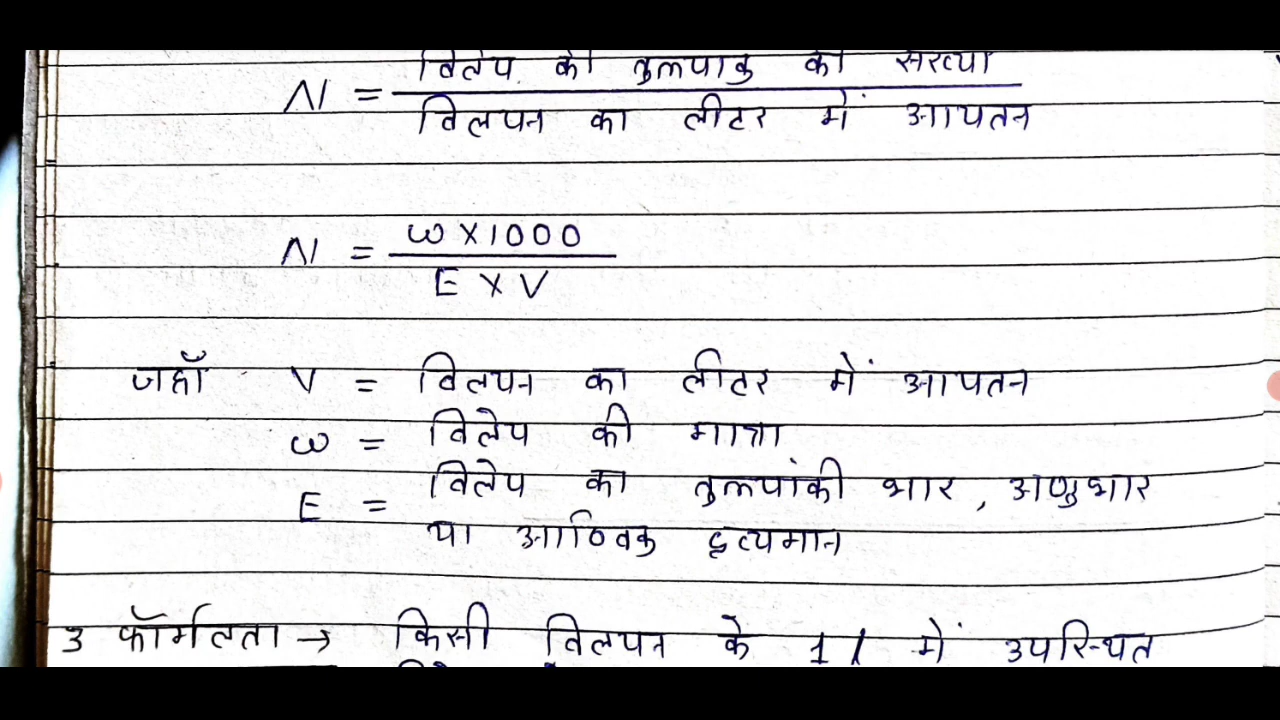 विलेय की तुल्यांक की संख्या
N = ―
विलयन का लीटर में आयतन
N = W X 1000 / E X V
जहाँ V = विलयन का लीटर में आयतन
W = विलेय की मात्रा
E = विलेय का तुल्यांकी भार, अणुभार
या आण्विक द्रव्यमान
3 फॉर्मलता → किसी विलयन के 1 l में उपस्थित